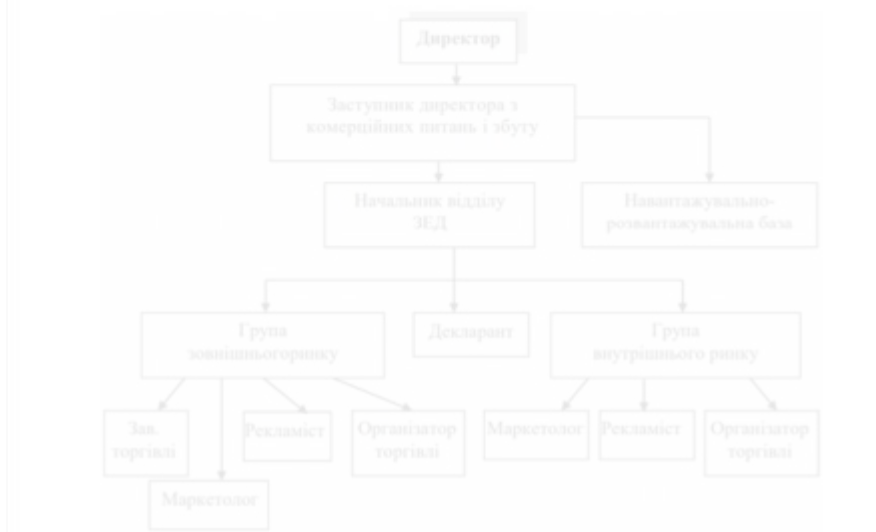 Директор
Заступник директора з
комерційних питань і збуту
Начальник відділу
ЗЕД
Навантажувально-
розвантажувальна база
Група
зовнішньогоринку
Декларант
Група
внутрішнього ринку
Зав.
торгівлі
Рекламіст
Організатор
торгівлі
Маркетолог
Рекламіст
Організатор
торгівлі
Маркетолог